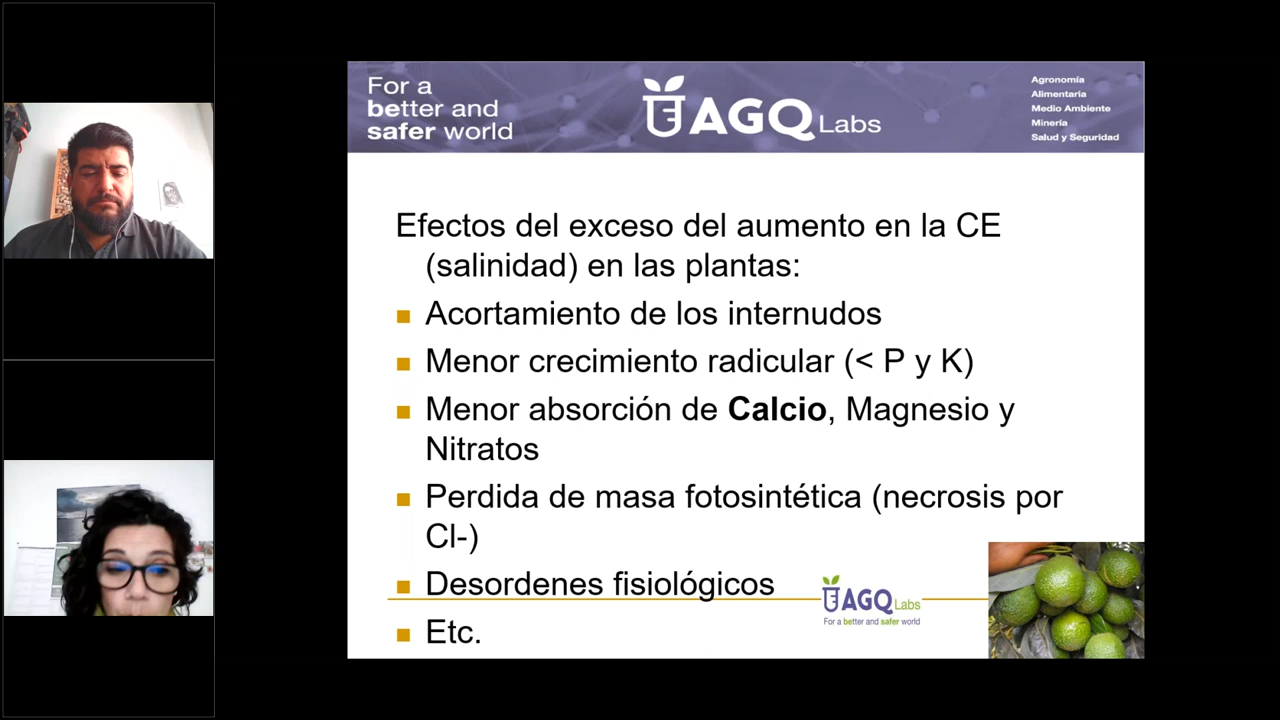 For a
better and
safer world
AGQ Labs
Agronomía
Alimentaria
Medio Ambiente
Minería
Salud y Seguridad
Efectos del exceso del aumento en la CE
(salinidad) en las plantas:
Acortamiento de los internudos
Menor crecimiento radicular (< P y K)
Menor absorción de Calcio, Magnesio y
Nitratos
Perdida de masa fotosintética (necrosis por
Cl-)
Desordenes fisiológicos
Etc.
AGQ Labs
For a better and safer world